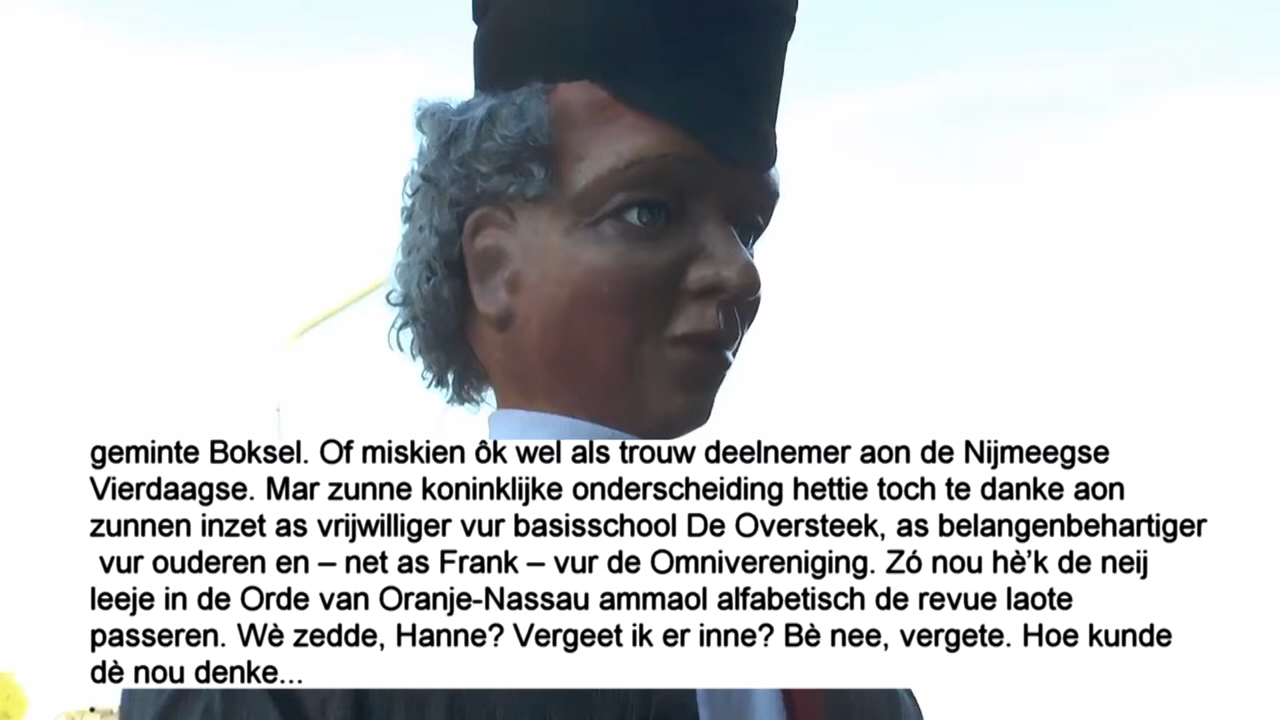 geminte Boksel. Of miskien ôk wel als trouw deelnemer aon de Nijmeegse
Vierdaagse. Mar zunne koninklijke onderscheiding hettie toch te danke aon
zunnen inzet as vrijwilliger vur basisschool De Oversteek, as belangenbehartiger
vur ouderen en – net as Frank – vur de Omnivereniging. Zó nou hè’k de neij
leeje in de Orde van Oranje-Nassau ammaol alfabetisch de revue laote
passeren. Wè zedde, Hanne? Vergeet ik er inne? Bè nee, vergete. Hoe kunde
dè nou denke...